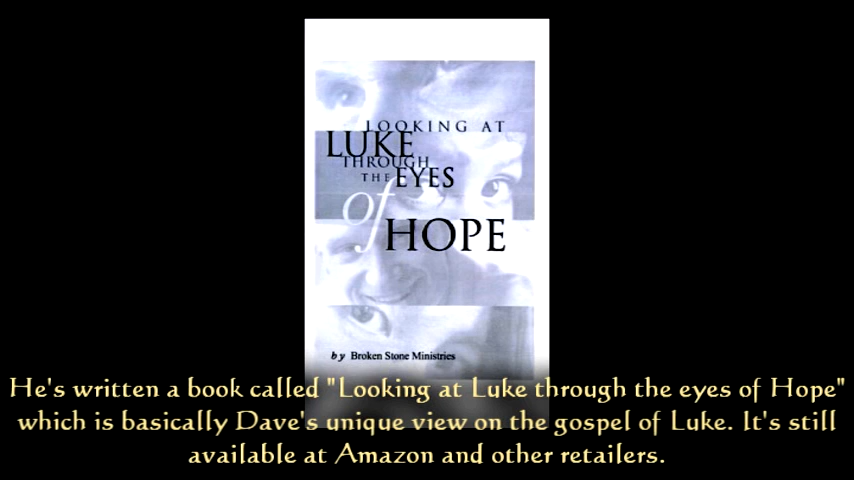 LOOKING AT
LUKE
THROUGH
THE EYES
of
HOPE
by Broken Stone Ministries
He's written a book called "Looking at Luke through the eyes of Hope"
which is basically Dave's unique view on the gospel of Luke. It's still
available at Amazon and other retailers.